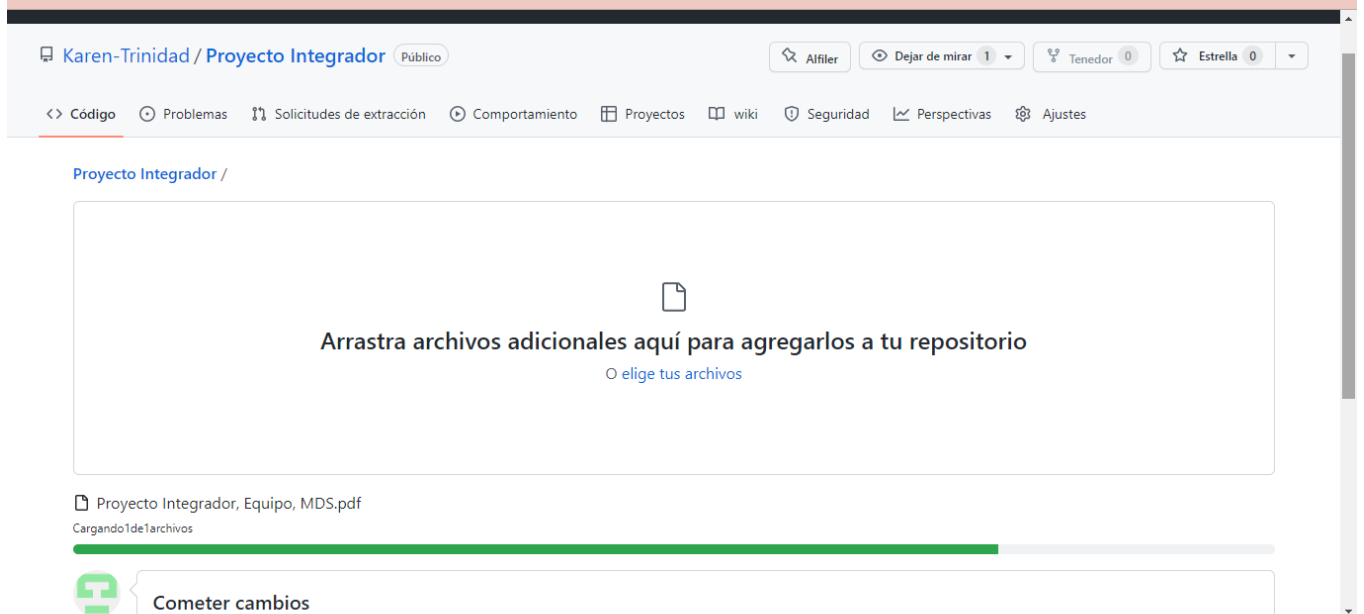 Karen-Trinidad / Proyecto Integrador Público Alfiler Dejar de mirar 1 Tenedor 0 Estrella 0
<> Código Problemas Solicitudes de extracción Comportamiento Proyectos wiki Seguridad Perspectivas Ajustes
Proyecto Integrador /
Arrastra archivos adicionales aquí para agregarlos a tu repositorio
O elige tus archivos
Proyecto Integrador, Equipo, MDS.pdf
Cargando1de1archivos
Cometer cambios